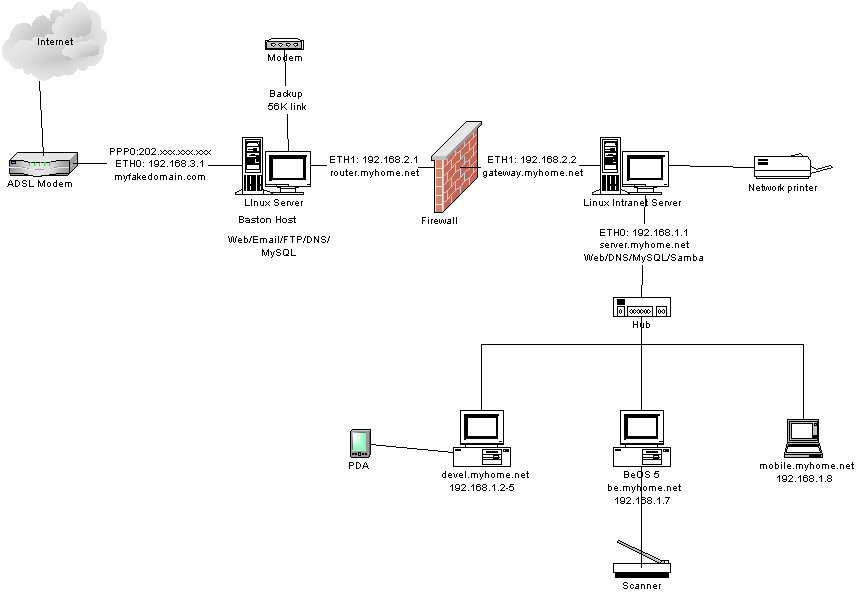 Internet
Modem
Backup
56K link
PPP0:202.xxx.xxx.xxx
ETH0: 192.168.3.1
myfakedomain.com
ADSL Modem
ETH1: 192.168.2.1
router.myhome.net
LInux Server
Baston Host
Web/Email/FTP/DNS/
MySQL
Firewall
ETH1: 192.168.2.2
gateway.myhome.net
Linux Intranet Server
Network printer
ETH0: 192.168.1.1
server.myhome.net
Web/DNS/MySQL/Samba
Hub
PDA
devel.myhome.net
192.168.1.2-5
BeOS 5
be.myhome.net
192.168.1.7
mobile.myhome.net
192.168.1.8
Scanner